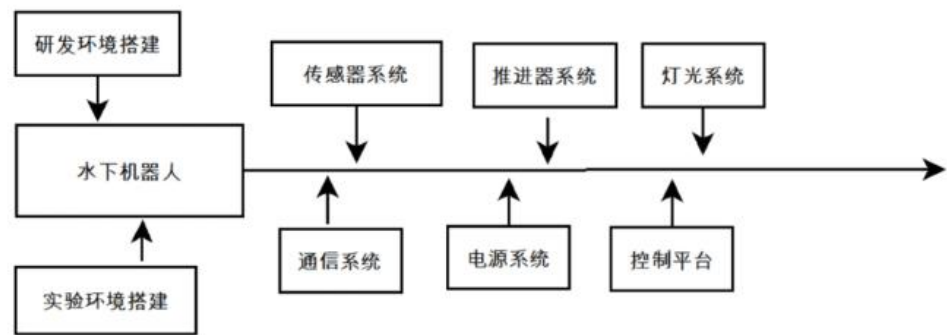 研发环境搭建
传感器系统
推进器系统
灯光系统
水下机器人
通信系统
电源系统
控制平台
实验环境搭建